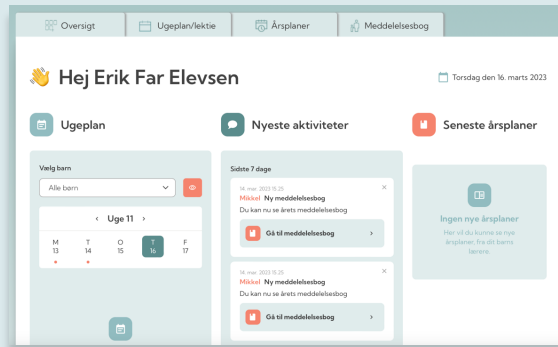 Oversigt
Ugeplan/lektie
Årsplaner
Meddelelsesbog
Hej Erik Far Elevsen
Torsdag den 16. marts 2023
Ugeplan
Vælg barn
Alle børn
Uge 11
M T O T F
13 14 15 16 17
Nyeste aktiviteter
Sidste 7 dage
14. mar. 2023 15.25
Mikkel Ny meddelelsesbog
Du kan nu se årets meddelelsesbog
Gå til meddelelsesbog
14. mar. 2023 15.25
Mikkel Ny meddelelsesbog
Du kan nu se årets meddelelsesbog
Gå til meddelelsesbog
Seneste årsplaner
Ingen nye årsplaner
Her vil du kunne se nye
årsplaner, fra dit barns
lærere.